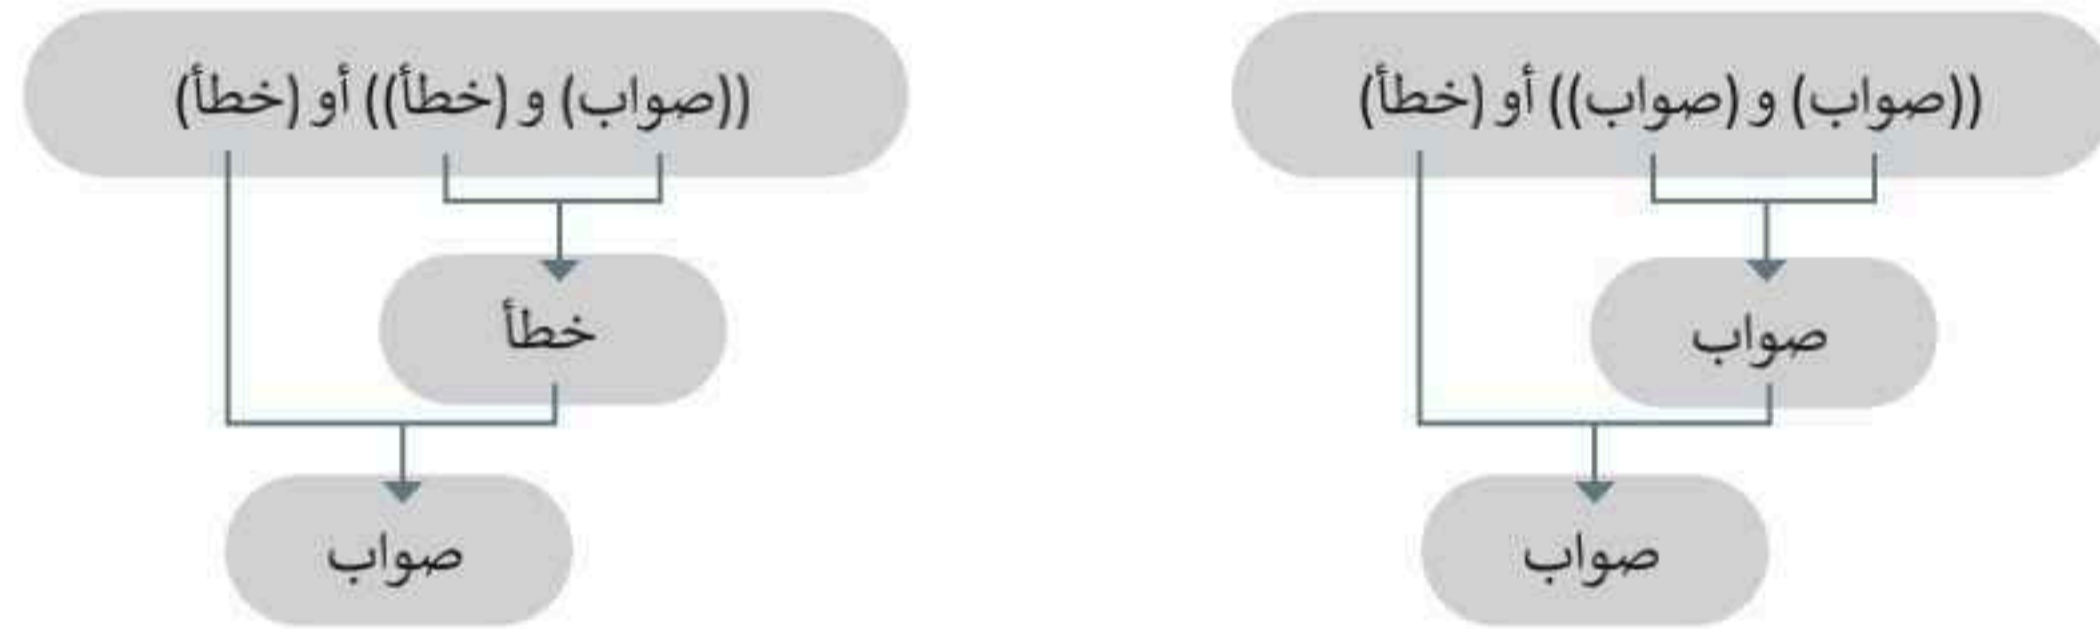 ((صواب) و (صواب)) أو (خطأ)
صواب
صواب
((صواب) و (خطأ)) أو (خطأ)
خطأ
صواب